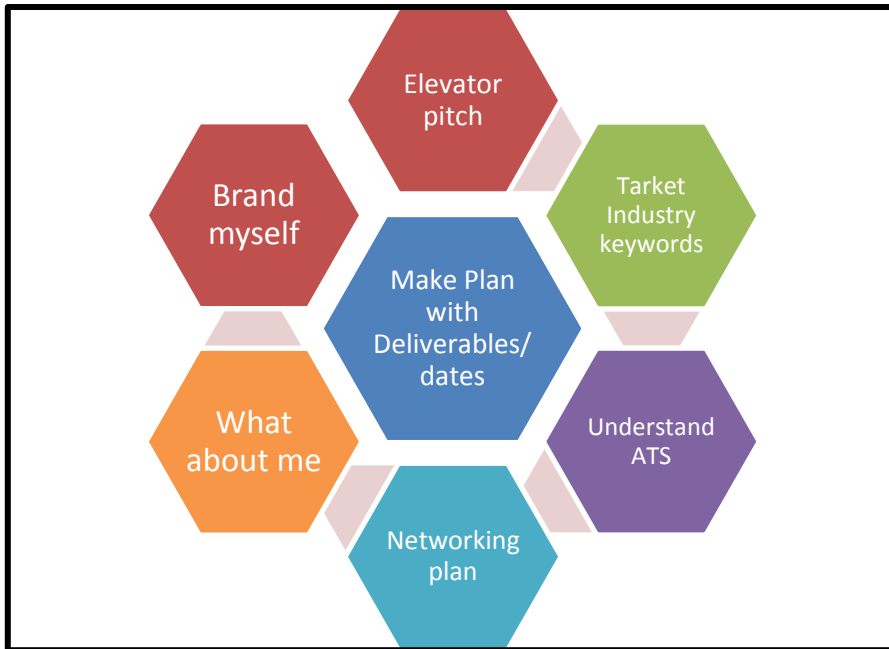 Elevator
pitch
Tarket
Industry
keywords
Understand
ATS
Networking
plan
What
about me
Brand
myself
Make Plan
with
Deliverables/
dates